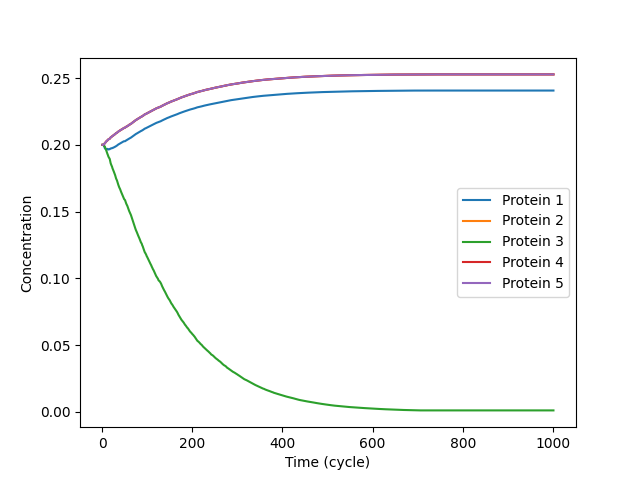 0.25
0.20
0.15
0.10
0.05
0.00
Concentration
Protein 1
Protein 2
Protein 3
Protein 4
Protein 5
0 200 400 600 800 1000
Time (cycle)